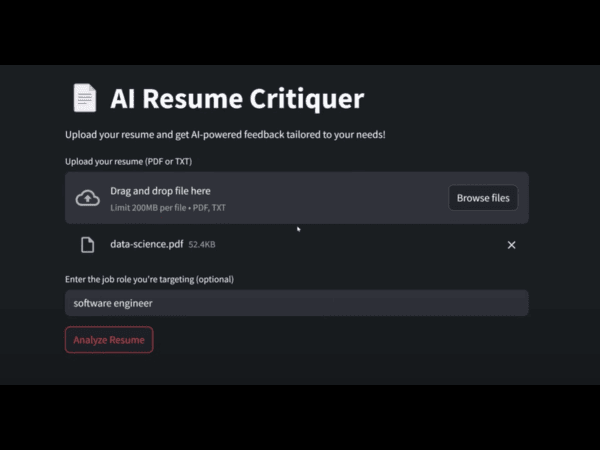 AI Resume Critiquer
Upload your resume and get AI-powered feedback tailored to your needs!
Upload your resume (PDF or TXT)
Drag and drop file here
Limit 200MB per file • PDF, TXT
Browse files
data-science.pdf 52.4KB
Enter the job role you're targeting (optional)
software engineer
Analyze Resume